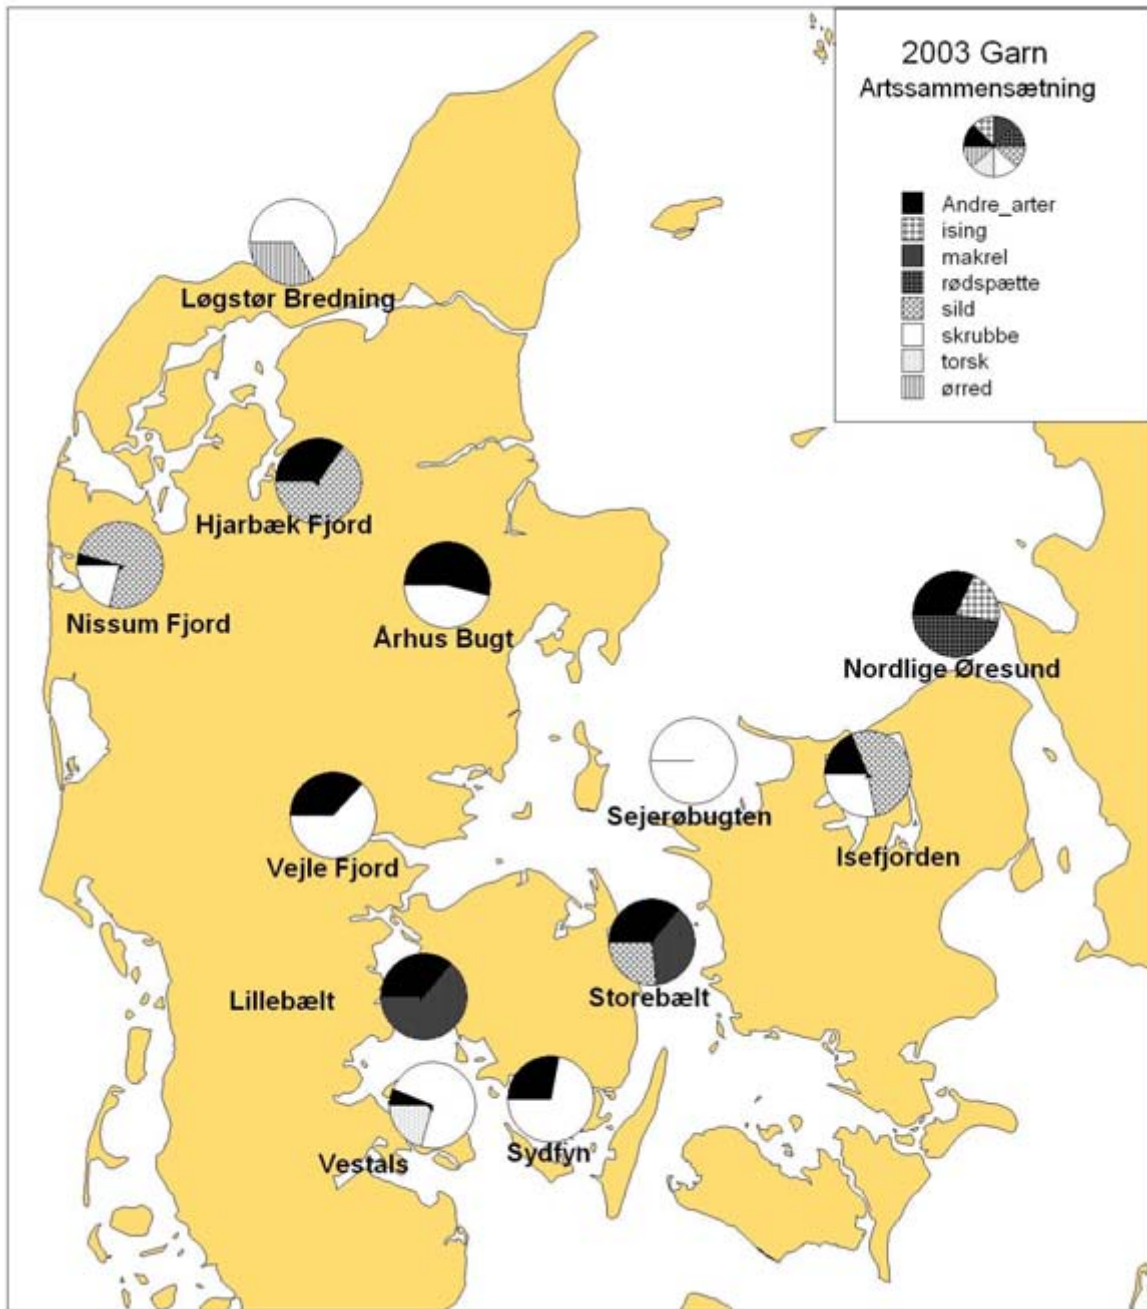 2003 Garn
Artssammensætning
Andre_arter
ising
makrel
rødspætte
sild
skrubbe
torsk
ørred
Løgstør Bredning
Hjarbæk Fjord
Nissum Fjord
Århus Bugt
Nordlige Øresund
Sejerøbugten
Isefjorden
Vejle Fjord
Lillebælt
Storebælt
Sydfyn
Vestals